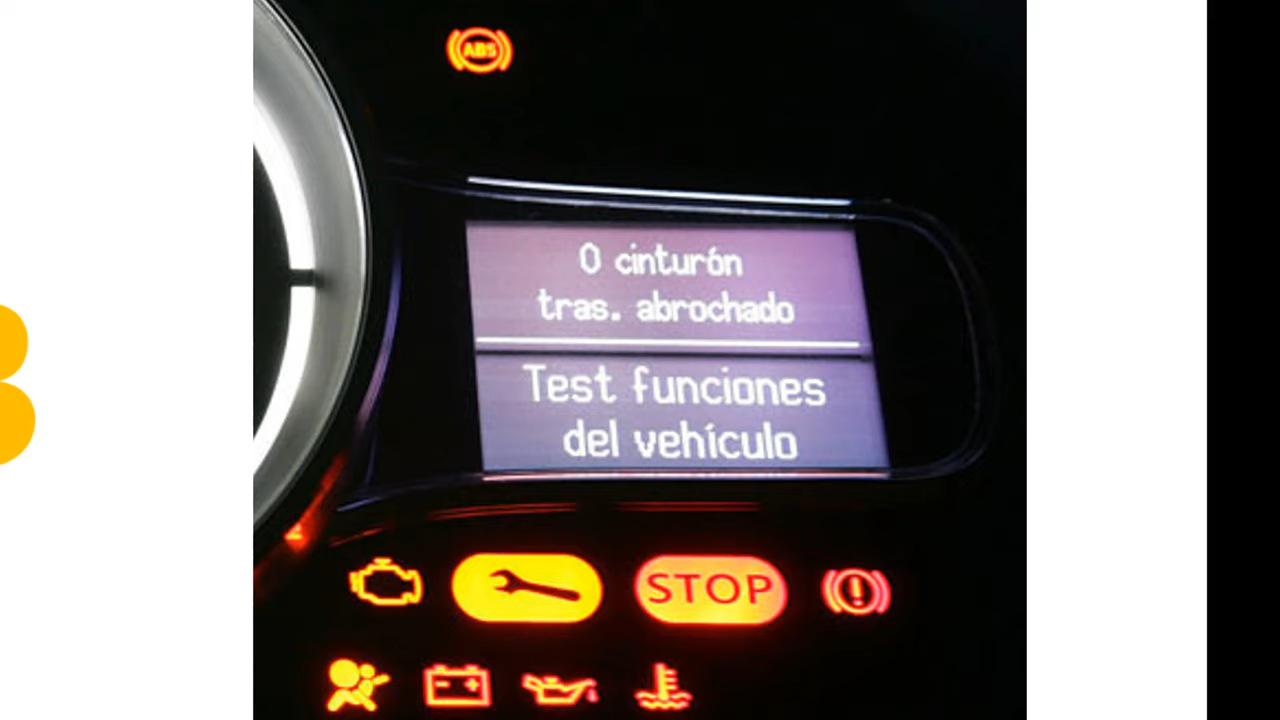 ABS
0 cinturón
tras. abrochado
Test funciones
del vehículo
STOP